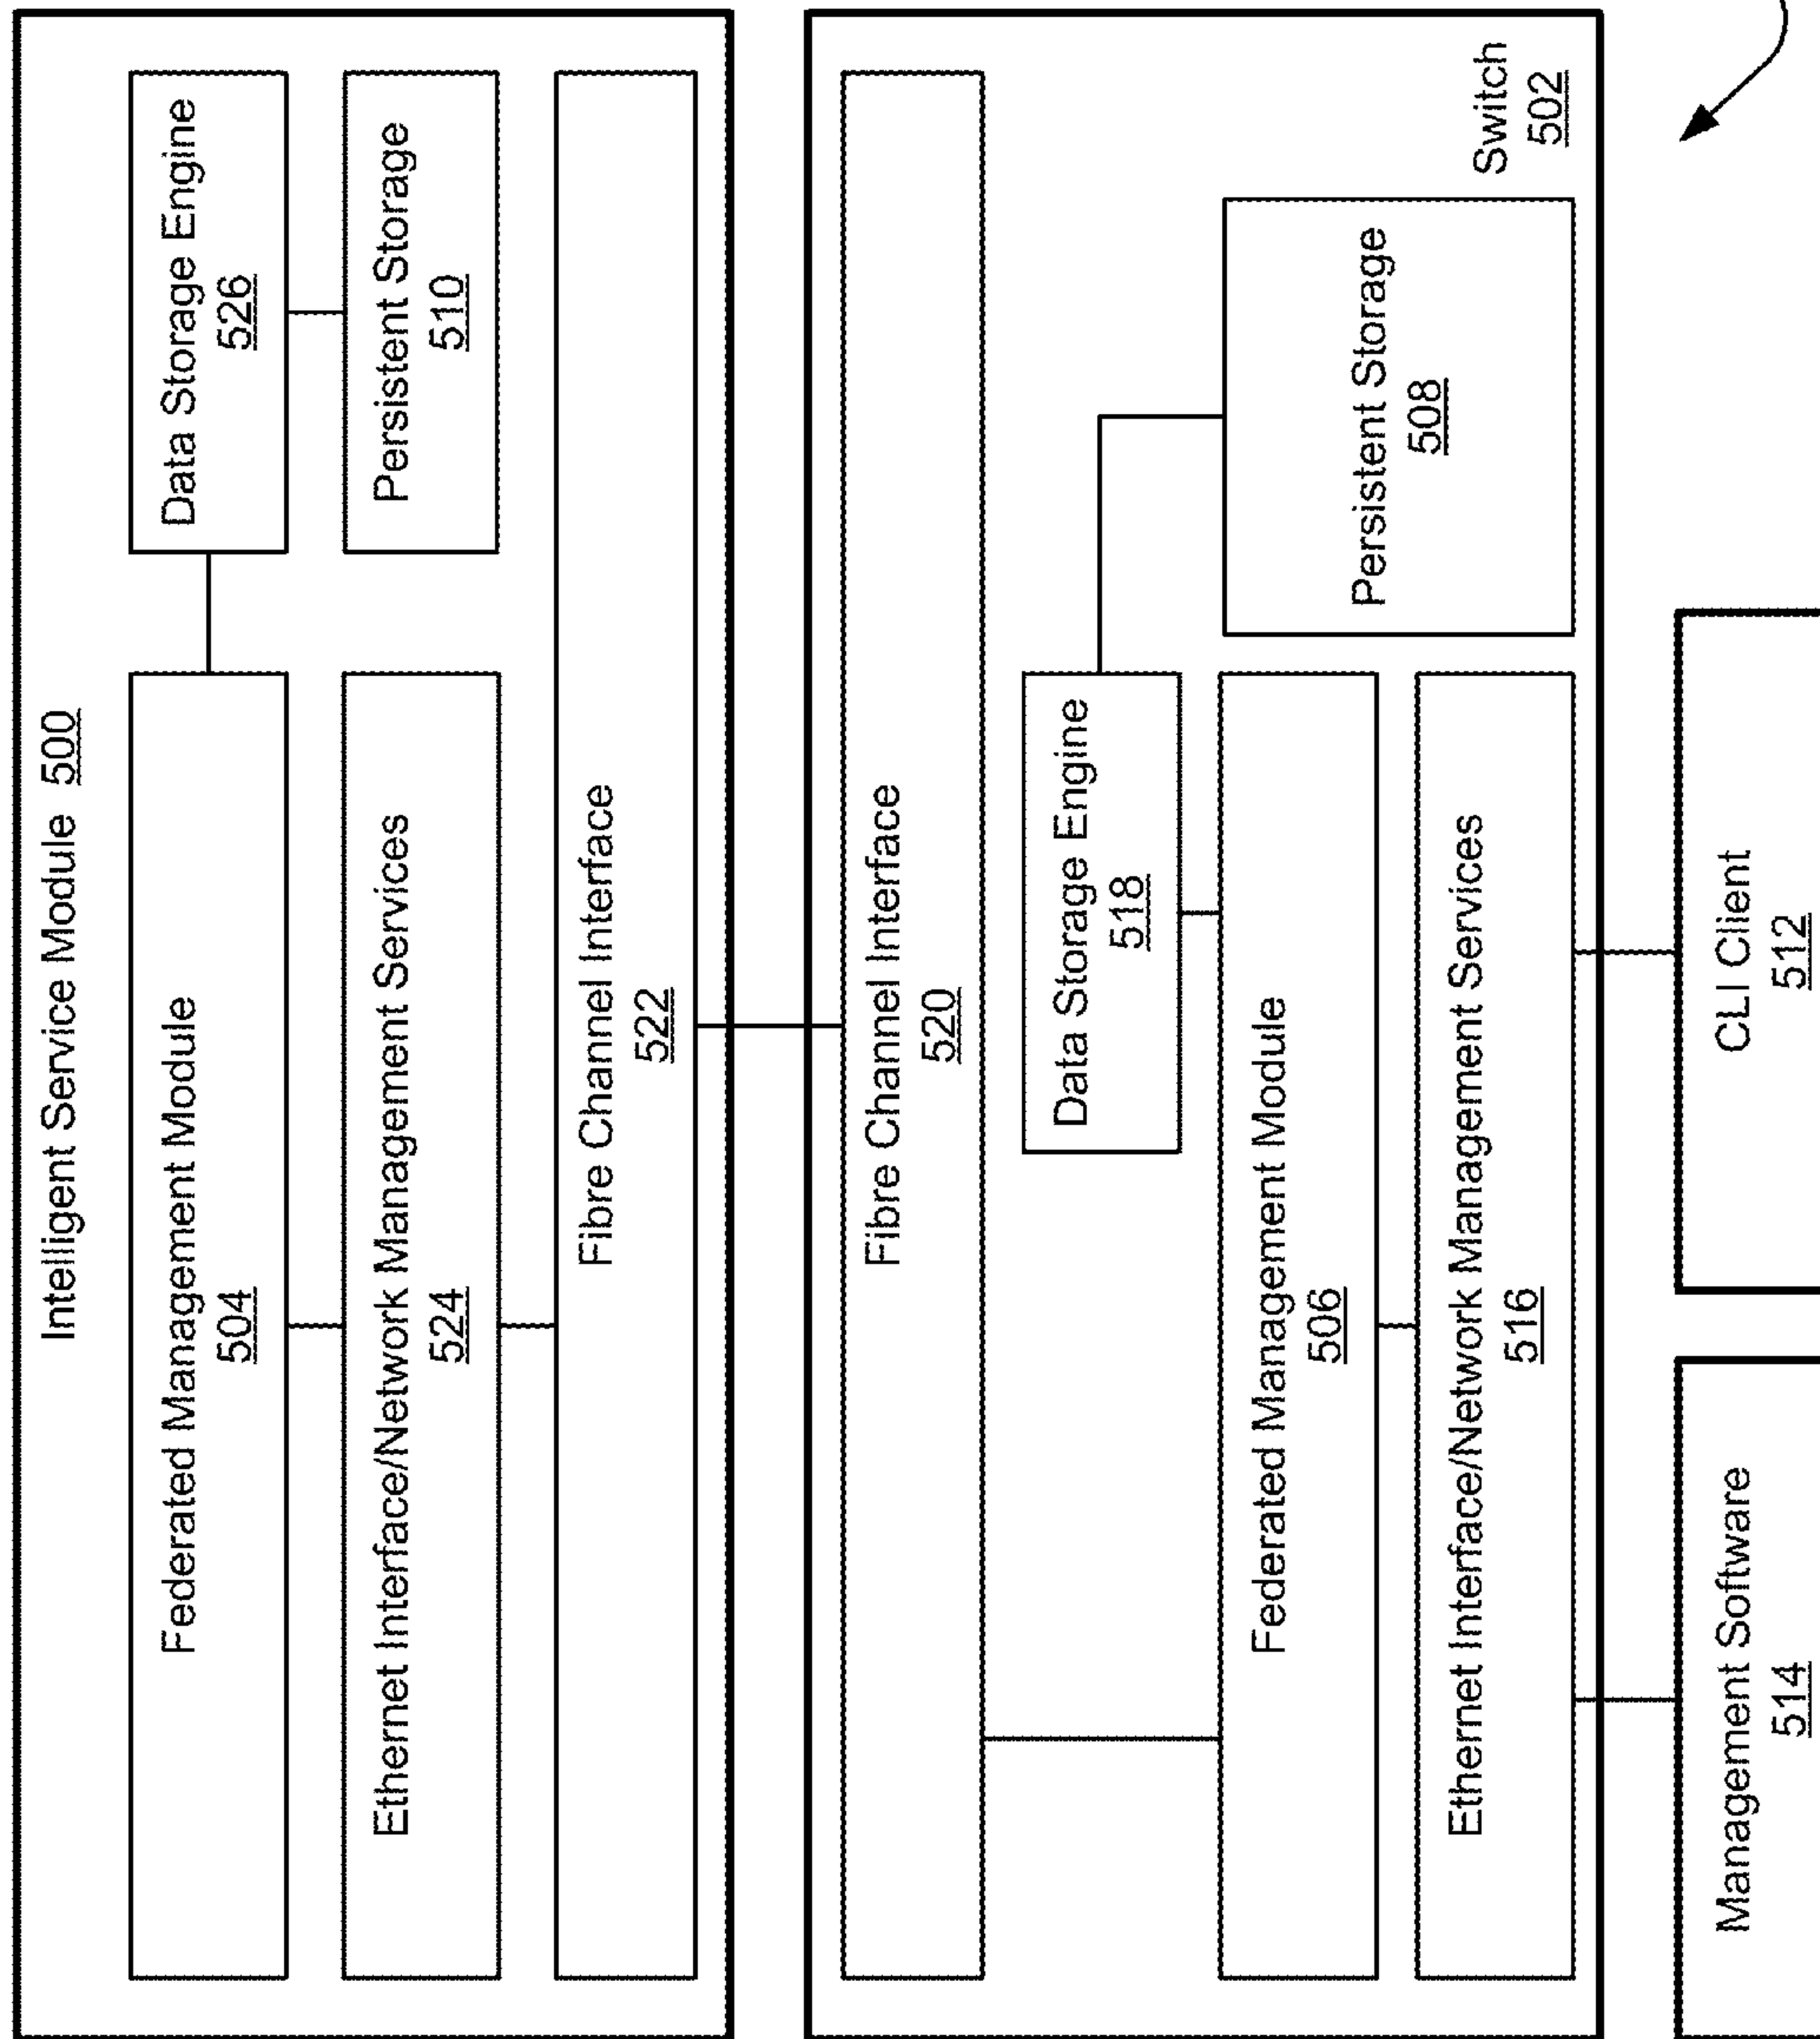 Intelligent Service Module 500
Federated Management Module
504
Data Storage Engine
526
Ethernet Interface/Network Management Services
524
Persistent Storage
510
Fibre Channel Interface
522
Fibre Channel Interface
520
Data Storage Engine
518
Federated Management Module
506
Persistent Storage
508
Ethernet Interface/Network Management Services
516
Switch
502
Management Software
514
CLI Client
512